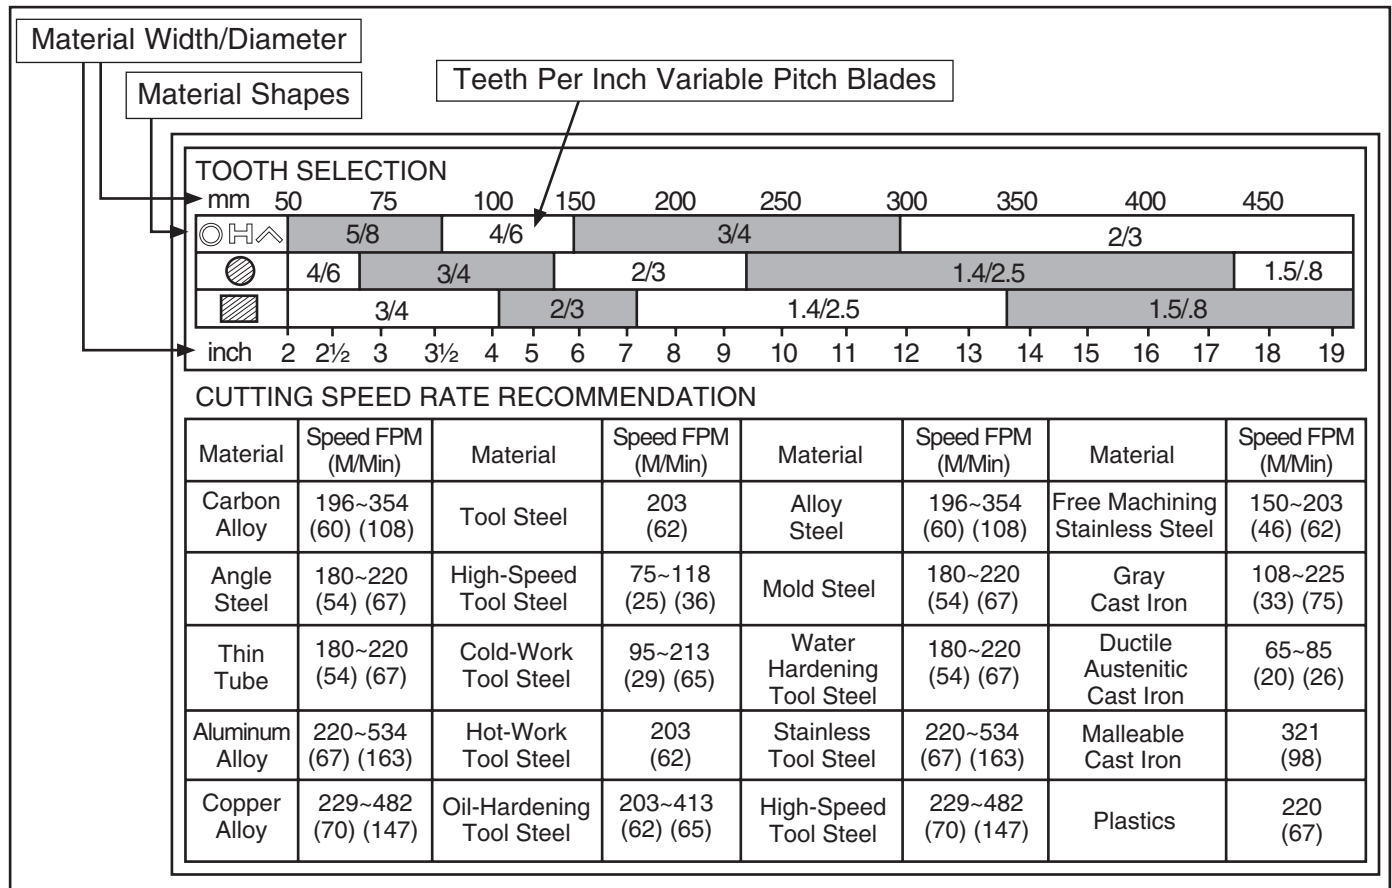 Material Width/Diameter
Material Shapes
Teeth Per Inch Variable Pitch Blades
TOOTH SELECTION
mm 50 75 100 150 200 250 300 350 400 450
5/8 4/6 3/4 2/3
4/6 3/4 2/3 1.4/2.5 1.5/.8
3/4 2/3 1.4/2.5 1.5/.8
inch 2 2½ 3 3½ 4 5 6 7 8 9 10 11 12 13 14 15 16 17 18 19
CUTTING SPEED RATE RECOMMENDATION
Material Speed FPM Material Speed FPM Material Speed FPM Material Speed FPM
(M/Min) (M/Min) (M/Min) (M/Min)
Carbon 196~354 Tool Steel 203 Alloy 196~354 Free Machining 150~203
Alloy (60) (108) (62) Steel (60) (108) Stainless Steel (46) (62)
Angle 180~220 High-Speed 75~118 Mold Steel 180~220 Gray 108~225
Steel (54) (67) Tool Steel (25) (36) (54) (67) Cast Iron (33) (75)
Thin 180~220 Cold-Work 95~213 Water 180~220 Ductile 65~85
Tube (54) (67) Tool Steel (29) (65) Hardening (54) (67) Austenitic (20) (26)
Tool Steel Cast Iron
Aluminum 220~534 Hot-Work 203 Stainless 220~534 Malleable 321
Alloy (67) (163) Tool Steel (62) Tool Steel (67) (163) Cast Iron (98)
Copper 229~482 Oil-Hardening 203~413 High-Speed 229~482 Plastics 220
Alloy (70) (147) Tool Steel (62) (65) Tool Steel (70) (147) (67)